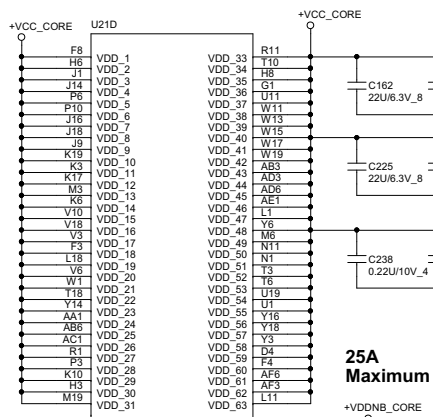 +VCC_CORE U21D +VCC_CORE
F8 VDD_1 VDD_33 R11
H6 VDD_2 VDD_34 T10
J1 VDD_3 VDD_35 H8
J14 VDD_4 VDD_36 G1
P6 VDD_5 VDD_37 U11
P10 VDD_6 VDD_38 W11
J16 VDD_7 VDD_39 W13
J18 VDD_8 VDD_40 W15
J9 VDD_9 VDD_41 W17
K19 VDD_10 VDD_42 W19
K3 VDD_11 VDD_43 AB3
K17 VDD_12 VDD_44 AD3
M3 VDD_13 VDD_45 AD6
K6 VDD_14 VDD_46 AE1
V10 VDD_15 VDD_47 L1
V18 VDD_16 VDD_48 Y6
V3 VDD_17 VDD_49 M6
F3 VDD_18 VDD_50 N11
L18 VDD_19 VDD_51 N1
V6 VDD_20 VDD_52 T3
W1 VDD_21 VDD_53 T6
T18 VDD_22 VDD_54 U19
Y14 VDD_23 VDD_55 U1
AA1 VDD_24 VDD_56 Y16
AB6 VDD_25 VDD_57 Y18
AC1 VDD_26 VDD_58 Y3
R1 VDD_27 VDD_59 D4
P3 VDD_28 VDD_60 F4
K10 VDD_29 VDD_61 AF6
H3 VDD_30 VDD_62 AF3
M19 VDD_31 VDD_63 L11
C162
22U/6.3V_8
C225
22U/6.3V_8
C238
0.22U/10V_4
25A
Maximum
+VDDNB_CORE